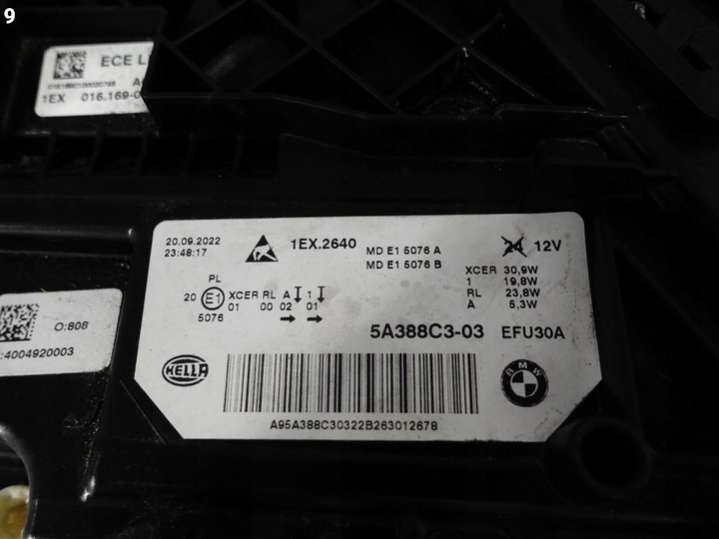 9
ECE L
016169C100020798 A
1EX 016.169-0
20.09.2022
23:48:17
1EX.2640
MD E1 5076 A
MD E1 5076 B
24 12V
XCER 30,9W
1 19,8W
RL 23,8W
A 5,3W
PL
20 E1 XCER RL A 1
01 00 02 01
5076
5A388C3-03 EFU30A
O:808
:4004920003
HELLA
BMW
A95A388C30322B263012678